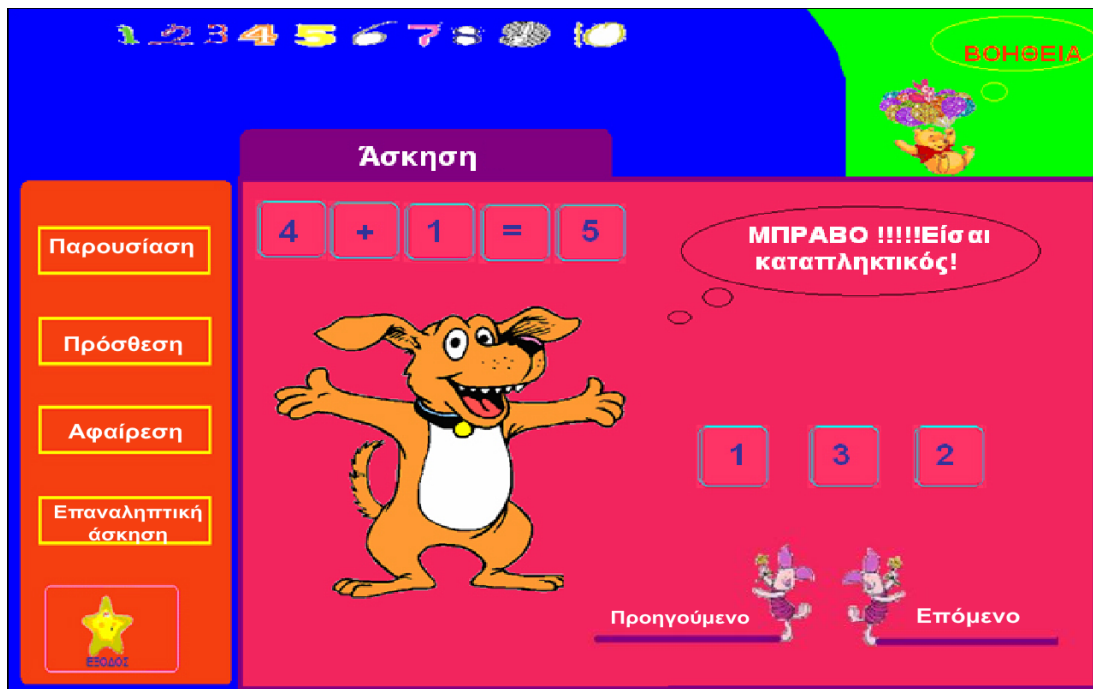 1 2 3 4 5 6 7 8 9 10
ΒΟΗΘΕΙΑ
Άσκηση
Παρουσίαση
Πρόσθεση
Αφαίρεση
Επαναληπτική
άσκηση
ΕΞΟΔΟΣ
4 + 1 = 5
ΜΠΡΑΒΟ !!!!!Είσαι
καταπληκτικός!
1 3 2
Προηγούμενο
Επόμενο